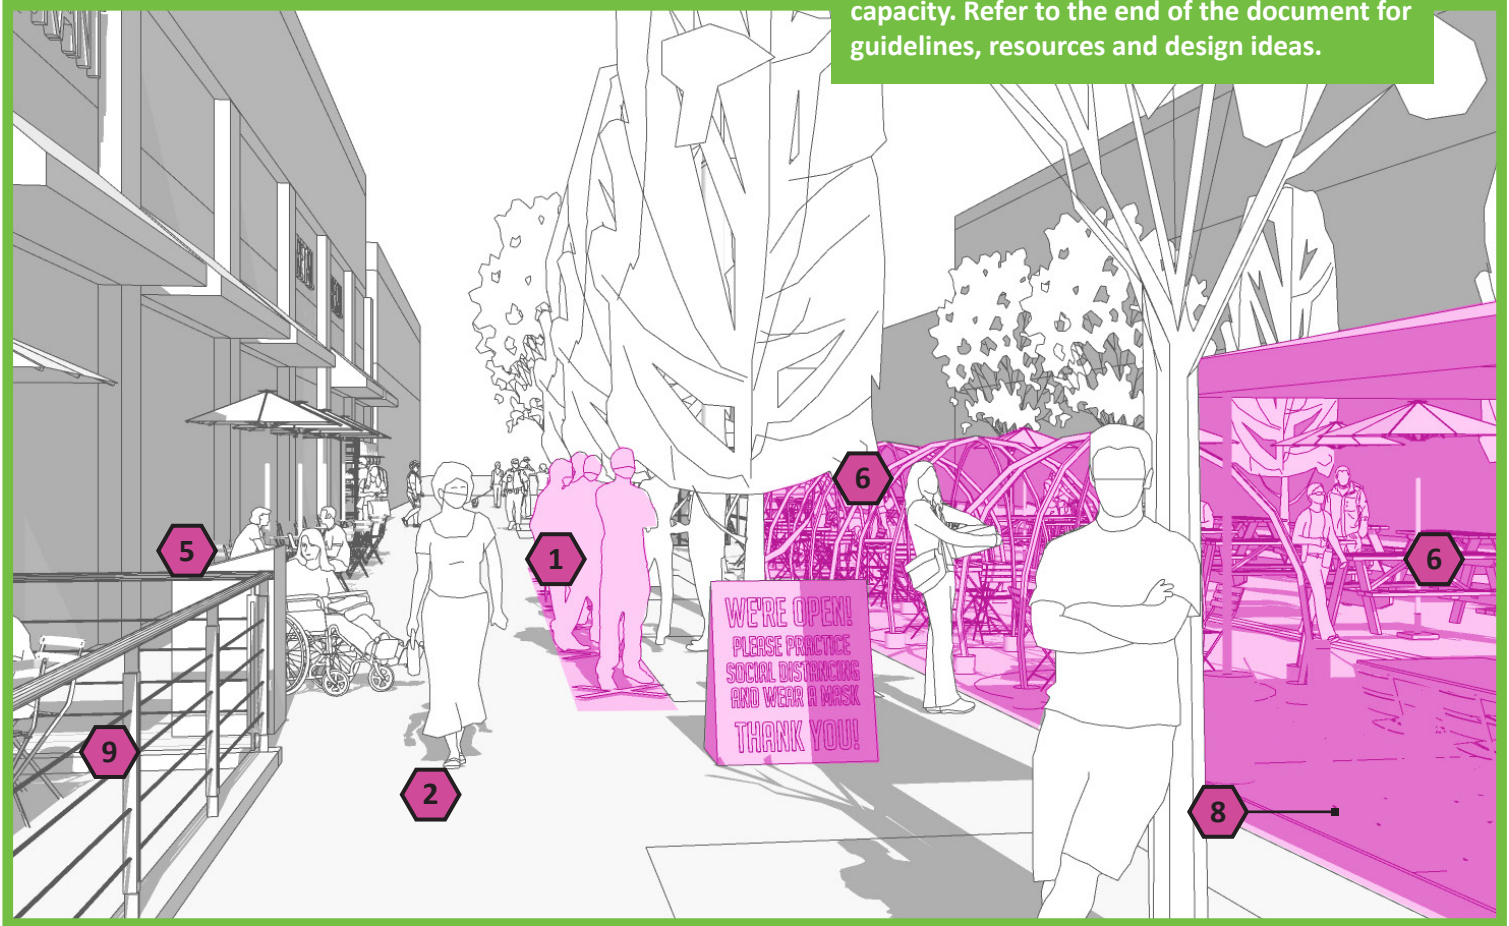 capacity. Refer to the end of the document for
guidelines, resources and design ideas.
6
5
1
6
WE'RE OPEN!
PLEASE PRACTICE
SOCIAL DISTANCING
AND WEAR A MASK
THANK YOU!
9
2
8